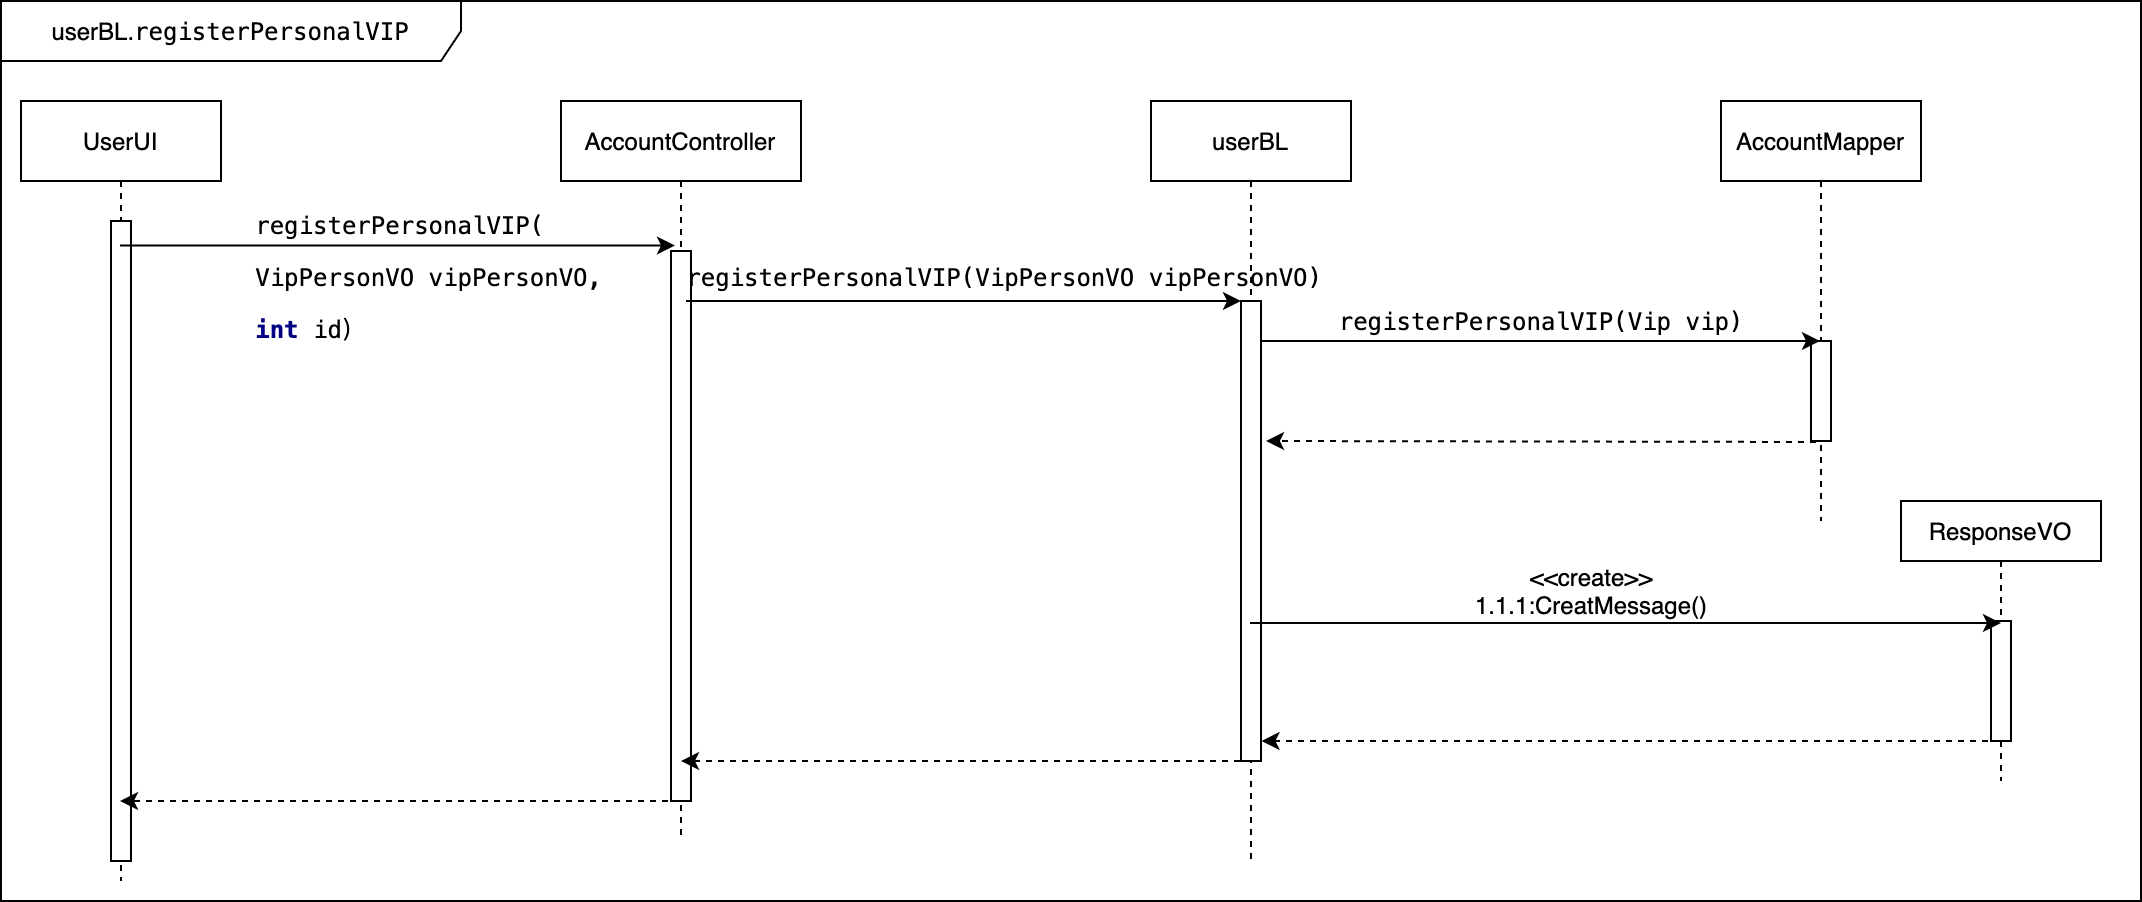 userBL.registerPersonalVIP
UserUI
AccountController
userBL
AccountMapper
registerPersonalVIP(
VipPersonVO vipPersonVO,
int id)
registerPersonalVIP(VipPersonVO vipPersonVO)
registerPersonalVIP(Vip vip)
ResponseVO
<<create>>
1.1.1:CreatMessage()